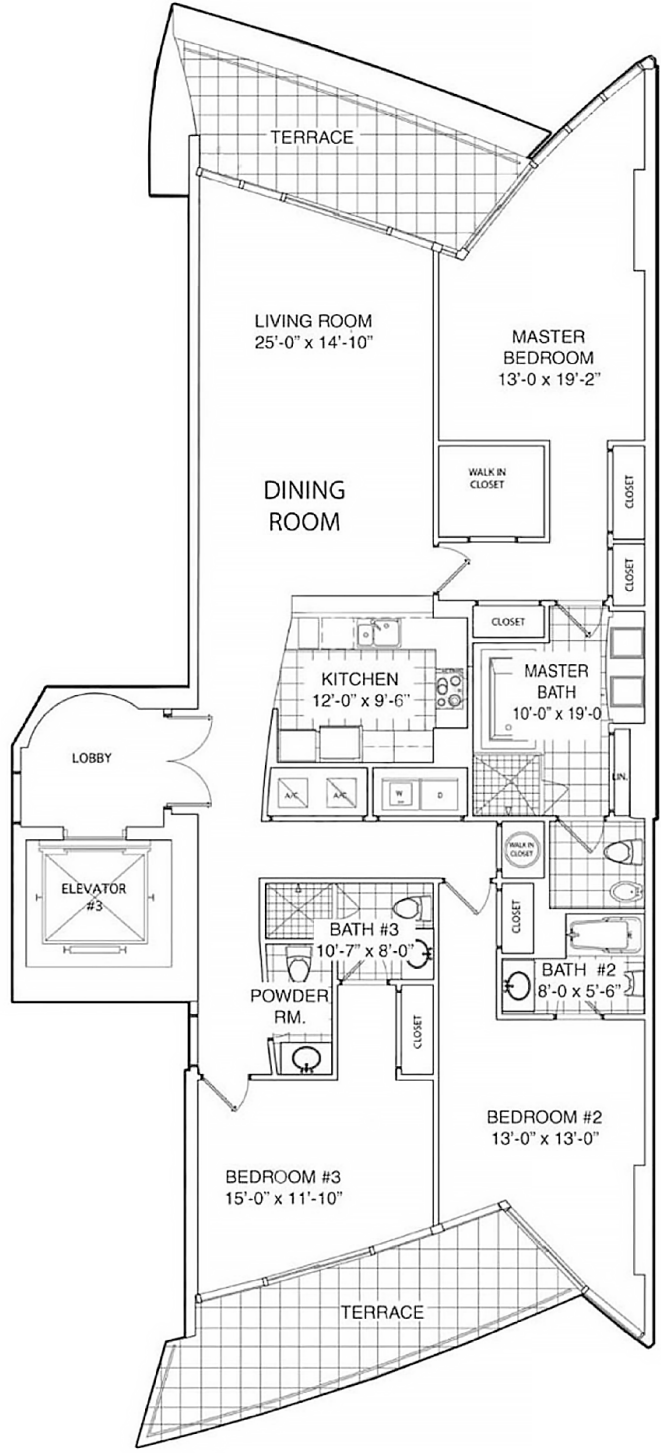 TERRACE
LIVING ROOM
25'-0" x 14'-10"
MASTER
BEDROOM
13'-0 x 19'-2"
WALK IN
CLOSET
CLOSET
DINING
ROOM
CLOSET
CLOSET
KITCHEN
12'-0" x 9'-6"
MASTER
BATH
10'-0" x 19'-0
LOBBY
LIN.
A/C
A/C
W
D
WALK IN
CLOSET
ELEVATOR
#3
CLOSET
BATH #3
10'-7" x 8'-0"
BATH #2
8'-0 x 5'-6"
POWDER
RM.
CLOSET
BEDROOM #2
13'-0" x 13'-0"
BEDROOM #3
15'-0" x 11'-10"
TERRACE